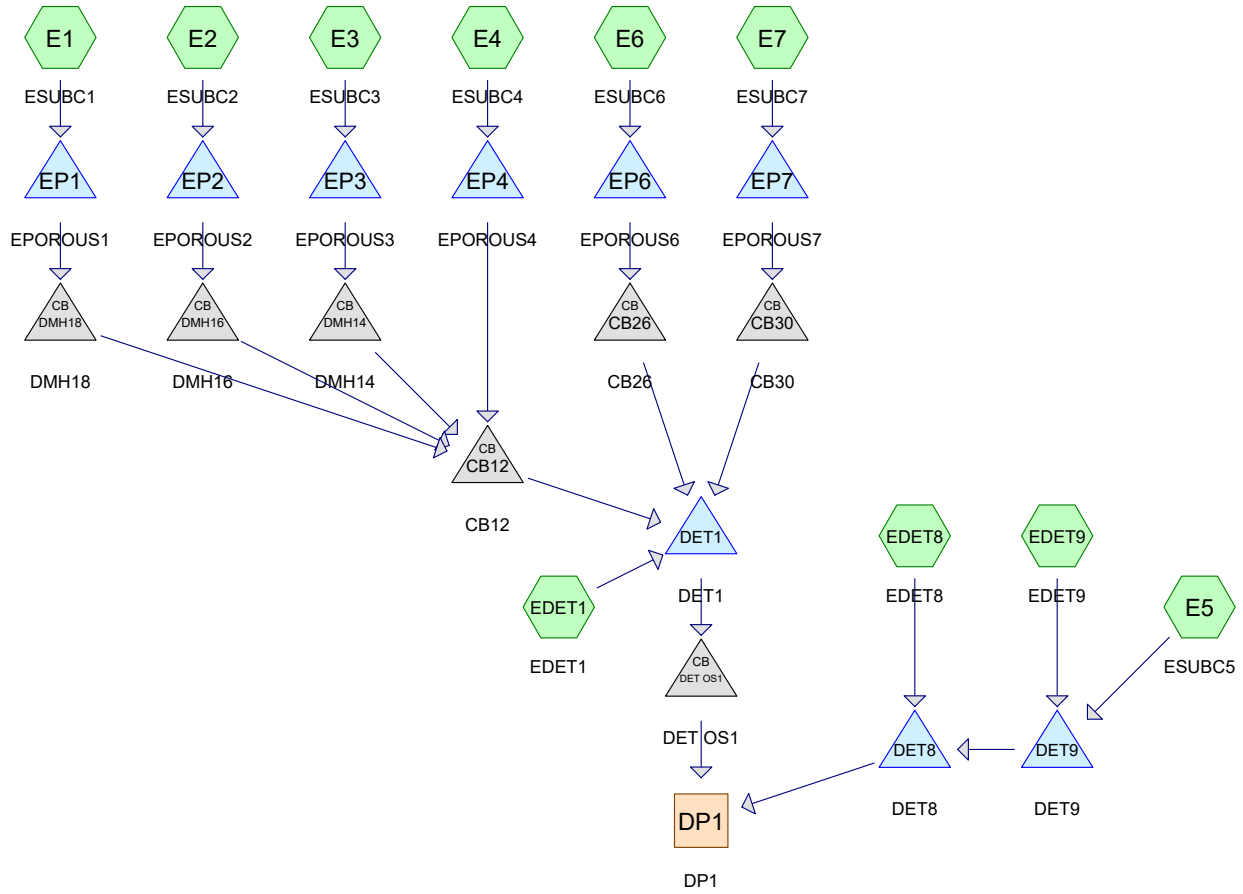 E1
E2
E3
E4
E6
E7
ESUBC1
ESUBC2
ESUBC3
ESUBC4
ESUBC6
ESUBC7
EP1
EP2
EP3
EP4
EP6
EP7
EPOROUS1
EPOROUS2
EPOROUS3
EPOROUS4
EPOROUS6
EPOROUS7
CB
DMH18
CB
DMH16
CB
DMH14
CB
CB26
CB
CB30
DMH18
DMH16
DMH14
CB26
CB30
CB
CB12
CB12
DET1
EDET8
EDET9
DET1
EDET8
EDET9
EDET1
E5
EDET1
ESUBC5
CB
DET OS1
DET OS1
DET8
DET9
DET8
DET9
DP1
DP1